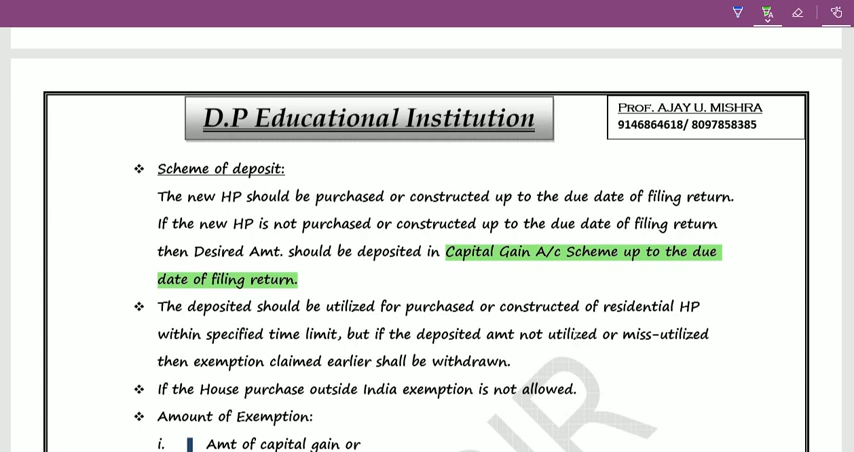 D.P Educational Institution
PROF. AJAY U. MISHRA
9146864618/ 8097858385
❖ Scheme of deposit:
The new HP should be purchased or constructed up to the due date of filing return.
If the new HP is not purchased or constructed up to the due date of filing return
then Desired Amt. should be deposited in Capital Gain A/c Scheme up to the due
date of filing return.
❖ The deposited should be utilized for purchased or constructed of residential HP
within specified time limit, but if the deposited amt not utilized or miss-utilized
then exemption claimed earlier shall be withdrawn.
❖ If the House purchase outside India exemption is not allowed.
❖ Amount of Exemption:
i. Amt of capital gain or